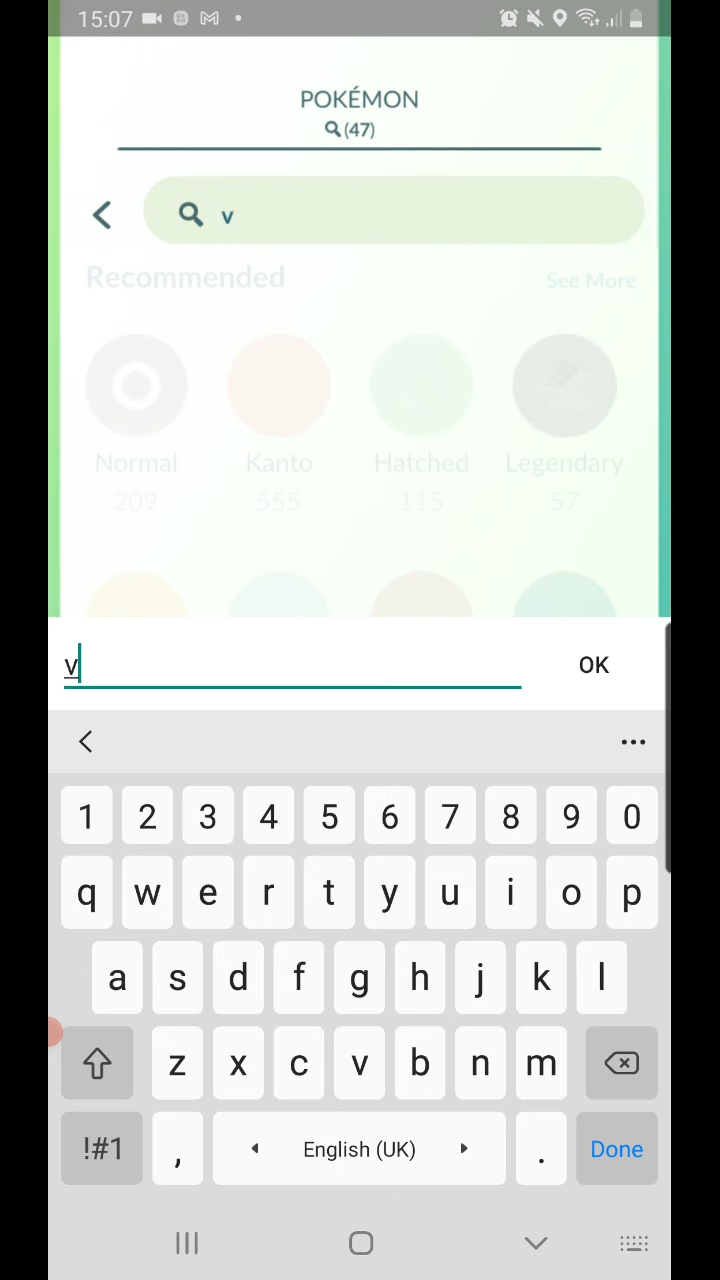 15:07
POKÉMON
(47)
v
Recommended See More
Normal Kanto Hatched Legendary
209 555 115 57
v OK
1 2 3 4 5 6 7 8 9 0
q w e r t y u i o p
a s d f g h j k l
z x c v b n m
!#1 , English (UK) . Done